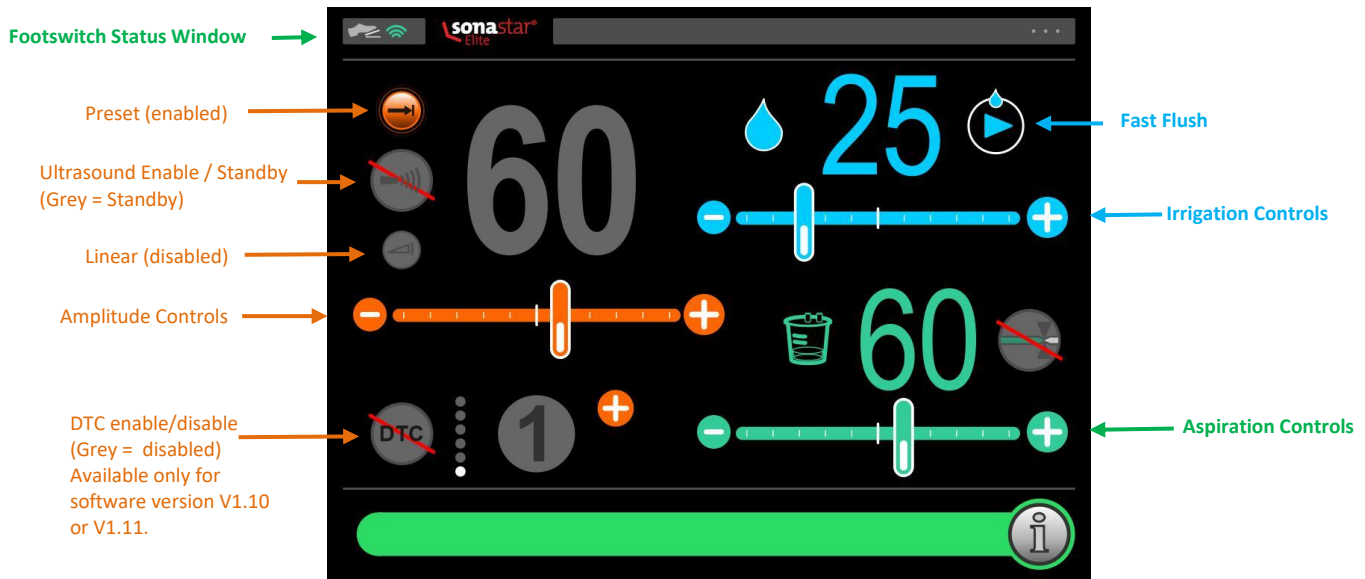 Footswitch Status Window
sonastar®
Elite
Preset (enabled)
60
25
Fast Flush
Ultrasound Enable / Standby
(Grey = Standby)
Irrigation Controls
Linear (disabled)
Amplitude Controls
60
DTC enable/disable
(Grey =  disabled)
Available only for
software version V1.10
or V1.11.
DTC
1
Aspiration Controls
i